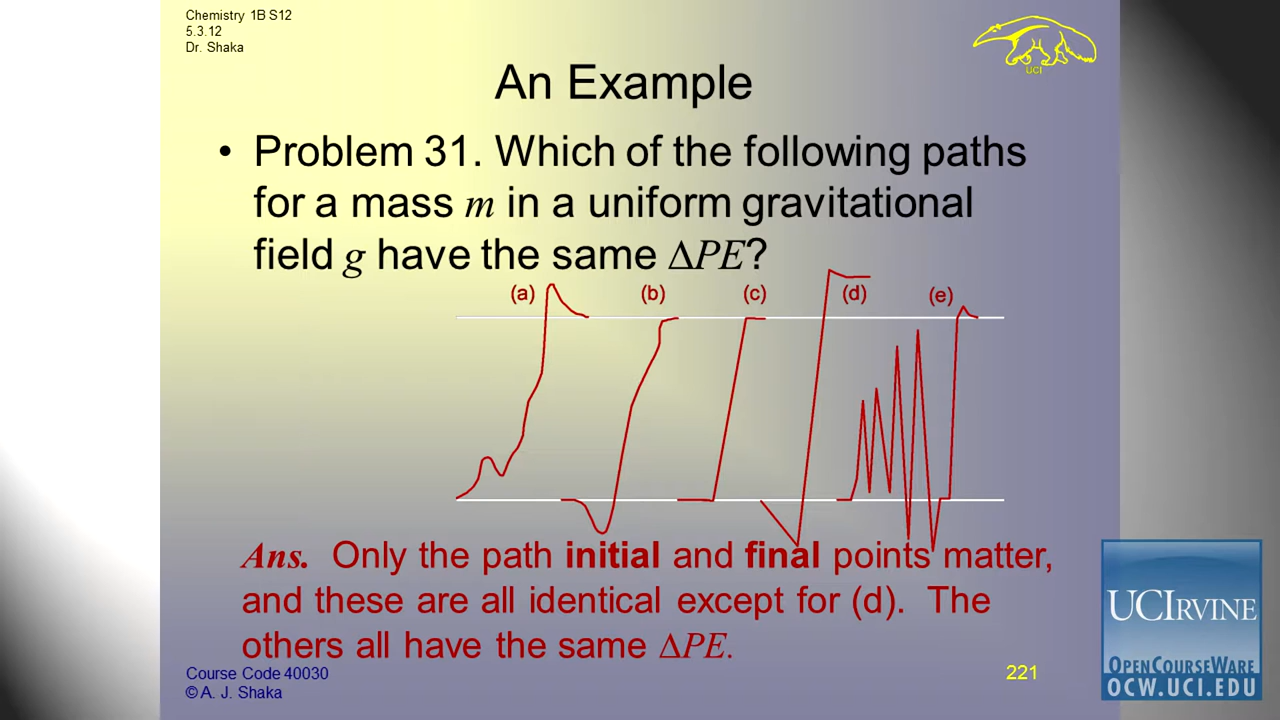 Chemistry 1B S12
5.3.12
Dr. Shaka
UCI
An Example
• Problem 31. Which of the following paths
for a mass m in a uniform gravitational
field g have the same ∆PE?
(a) (b) (c) (d) (e)
Ans. Only the path initial and final points matter,
and these are all identical except for (d). The
others all have the same ∆PE.
Course Code 40030
© A. J. Shaka
221
UCIRVINE
OPENCOURSEWARE
OCW.UCI.EDU